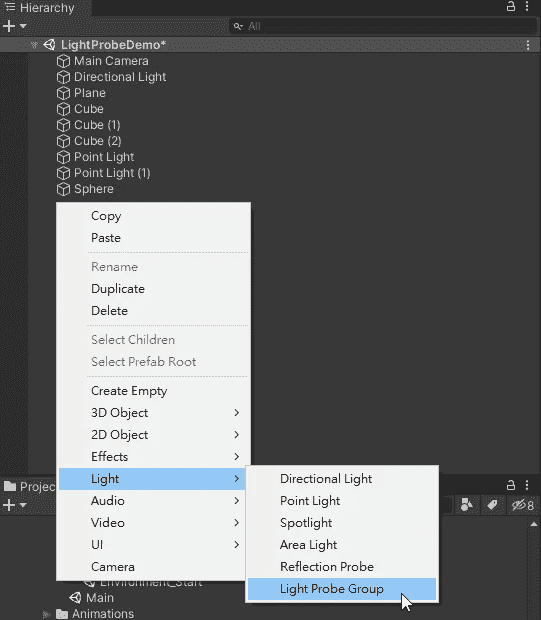 Hierarchy
All
LightProbeDemo*
Main Camera
Directional Light
Plane
Cube
Cube (1)
Cube (2)
Point Light
Point Light (1)
Sphere
Copy
Paste
Rename
Duplicate
Delete
Select Children
Select Prefab Root
Create Empty
3D Object
2D Object
Effects
Light
Audio
Video
UI
Camera
Directional Light
Point Light
Spotlight
Area Light
Reflection Probe
Light Probe Group
Projec
8
Environment_Start
Main
Animations